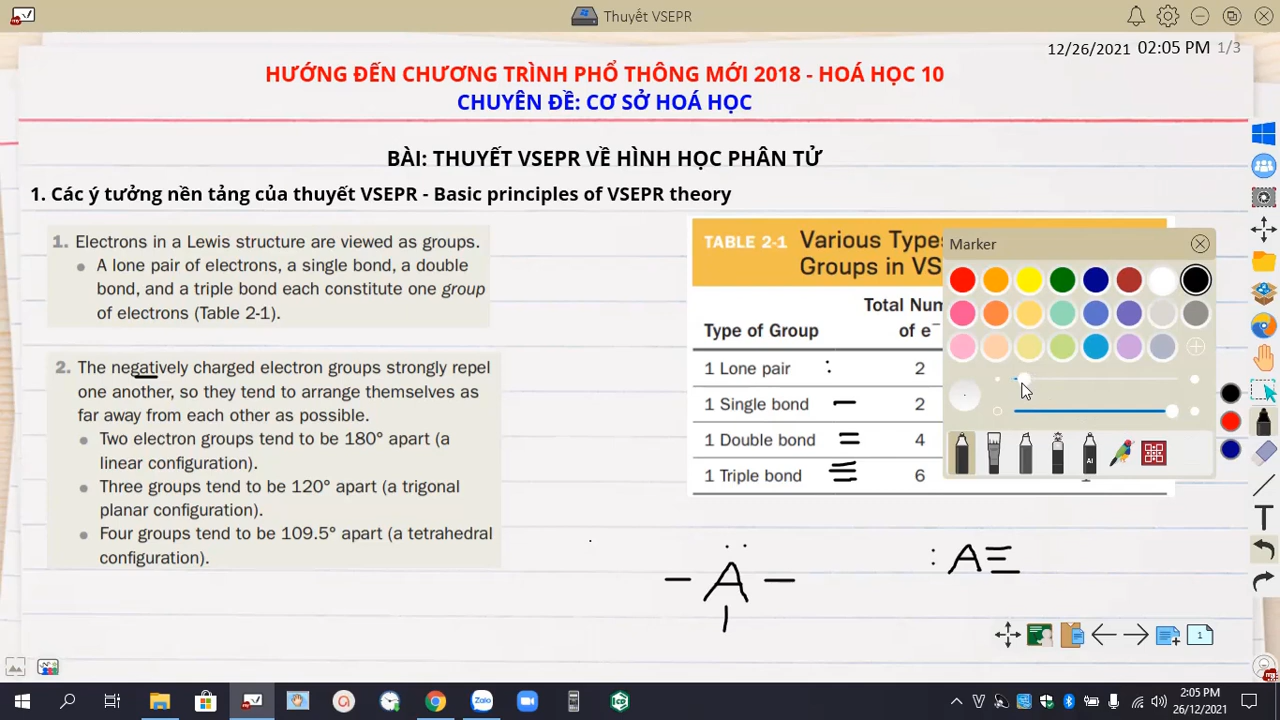 Thuyết VSEPR
12/26/2021 02:05 PM 1/3
HƯỚNG ĐẾN CHƯƠNG TRÌNH PHỔ THÔNG MỚI 2018 - HOÁ HỌC 10
CHUYÊN ĐỀ: CƠ SỞ HOÁ HỌC
BÀI: THUYẾT VSEPR VỀ HÌNH HỌC PHÂN TỬ
1. Các ý tưởng nền tảng của thuyết VSEPR - Basic principles of VSEPR theory
1. Electrons in a Lewis structure are viewed as groups.
• A lone pair of electrons, a single bond, a double
bond, and a triple bond each constitute one group
of electrons (Table 2-1).
2. The negatively charged electron groups strongly repel
one another, so they tend to arrange themselves as
far away from each other as possible.
• Two electron groups tend to be 180° apart (a
linear configuration).
• Three groups tend to be 120° apart (a trigonal
planar configuration).
• Four groups tend to be 109.5° apart (a tetrahedral
configuration).
TABLE 2-1 Various Types
Groups in VS
Total Num
Type of Group of e⁻
1 Lone pair : 2
1 Single bond — 2
1 Double bond = 4
1 Triple bond ≡ 6
Marker
AI
— Ä —
|
: A ≡
T
1
Zalo
2:05 PM
26/12/2021